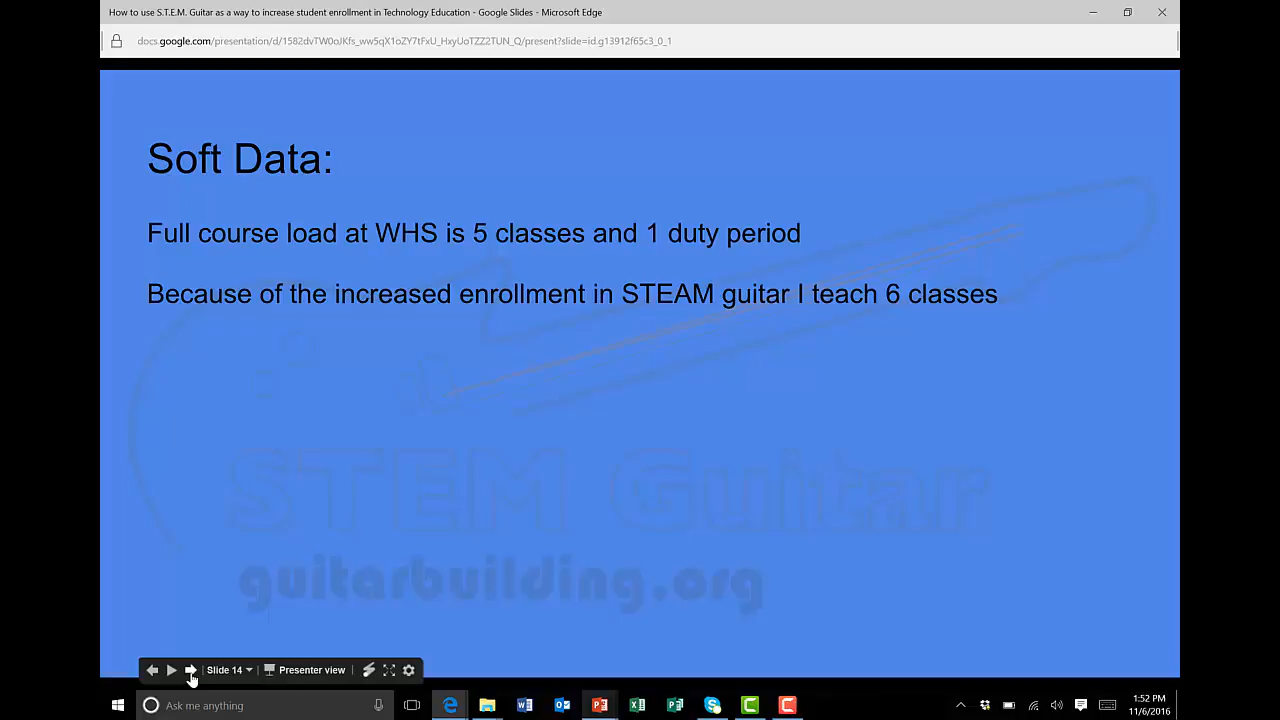 How to use S.T.E.M. Guitar as a way to increase student enrollment in Technology Education - Google Slides - Microsoft Edge
docs.google.com/presentation/d/1582dvTW0oJKfs_ww5qX1oZY7tFxU_HxyUoTZZ2TUN_Q/present?slide=id.g13912f65c3_0_1
Soft Data:
Full course load at WHS is 5 classes and 1 duty period
Because of the increased enrollment in STEAM guitar I teach 6 classes
STEM Guitar
guitarbuilding.org
Slide 14
Presenter view
Ask me anything
1:52 PM
11/6/2016